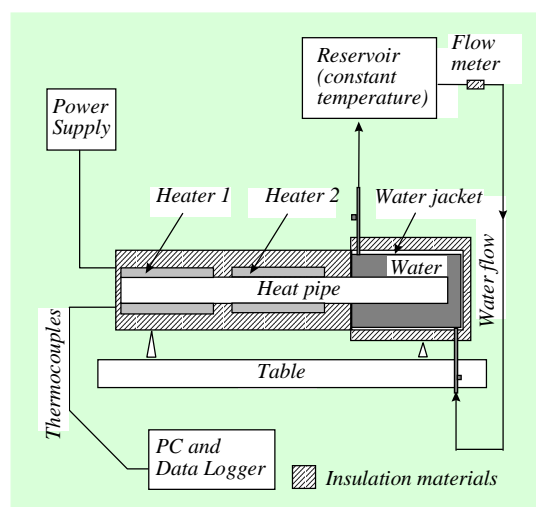 Reservoir
(constant
temperature)
Flow
meter
Power
Supply
Heater 1
Heater 2
Water jacket
Water
Heat pipe
Water flow
Thermocouples
Table
PC and
Data Logger
Insulation materials